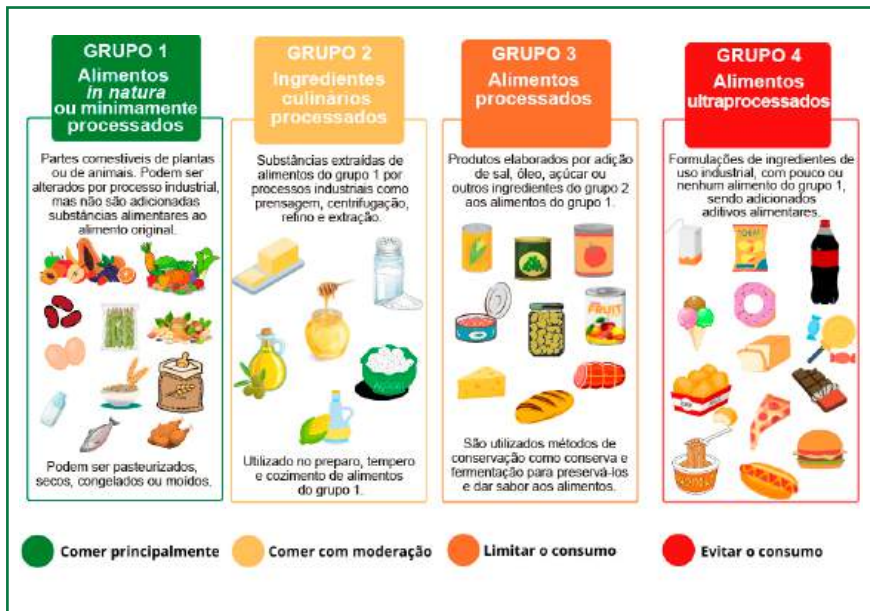 GRUPO 1
Alimentos
in natura
ou minimamente
processados
Partes comestíveis de plantas
ou de animais. Podem ser
alterados por processo industrial,
mas não são adicionadas
substâncias alimentares ao
alimento original.
Podem ser pasteurizados,
secos, congelados ou moídos.
GRUPO 2
Ingredientes
culinários
processados
Substâncias extraídas de
alimentos do grupo 1 por
processos industriais como
prensagem, centrifugação,
refino e extração.
Utilizado no preparo, tempero
e cozimento de alimentos
do grupo 1.
GRUPO 3
Alimentos
processados
Produtos elaborados por adição
de sal, óleo, açúcar ou
outros ingredientes do grupo 2
aos alimentos do grupo 1.
FRUIT
São utilizados métodos de
conservação como conserva e
fermentação para preservá-los
e dar sabor aos alimentos.
GRUPO 4
Alimentos
ultraprocessados
Formulações de ingredientes de
uso industrial, com pouco ou
nenhum alimento do grupo 1,
sendo adicionados
aditivos alimentares.
Comer principalmente
Comer com moderação
Limitar o consumo
Evitar o consumo